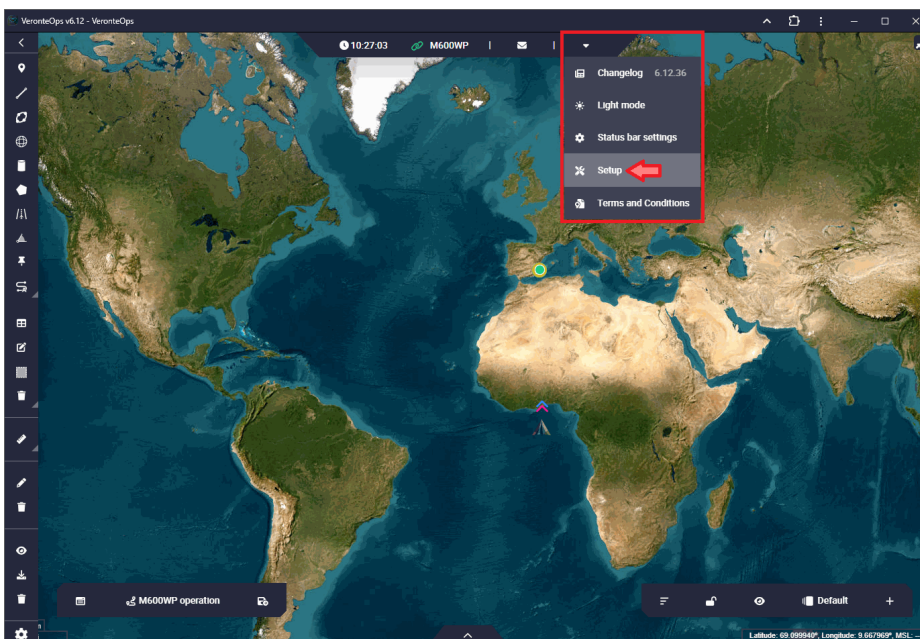 VeronteOps v6.12 - VeronteOps
10:27:03 M600WP | |
Changelog 6.12.36
Light mode
Status bar settings
Setup
Terms and Conditions
M600WP operation
Default
Latitude: 69.099940°, Longitude: 9.667969°, MSL: